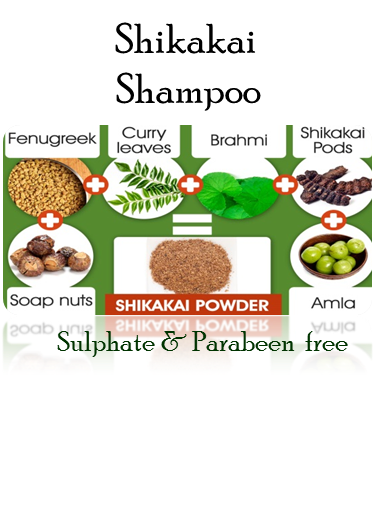 Shikakai
Shampoo
Fenugreek
Curry
leaves
Brahmi
Shikakai
Pods
Soap nuts
SHIKAKAI POWDER
Amla
Sulphate & Parabeen free